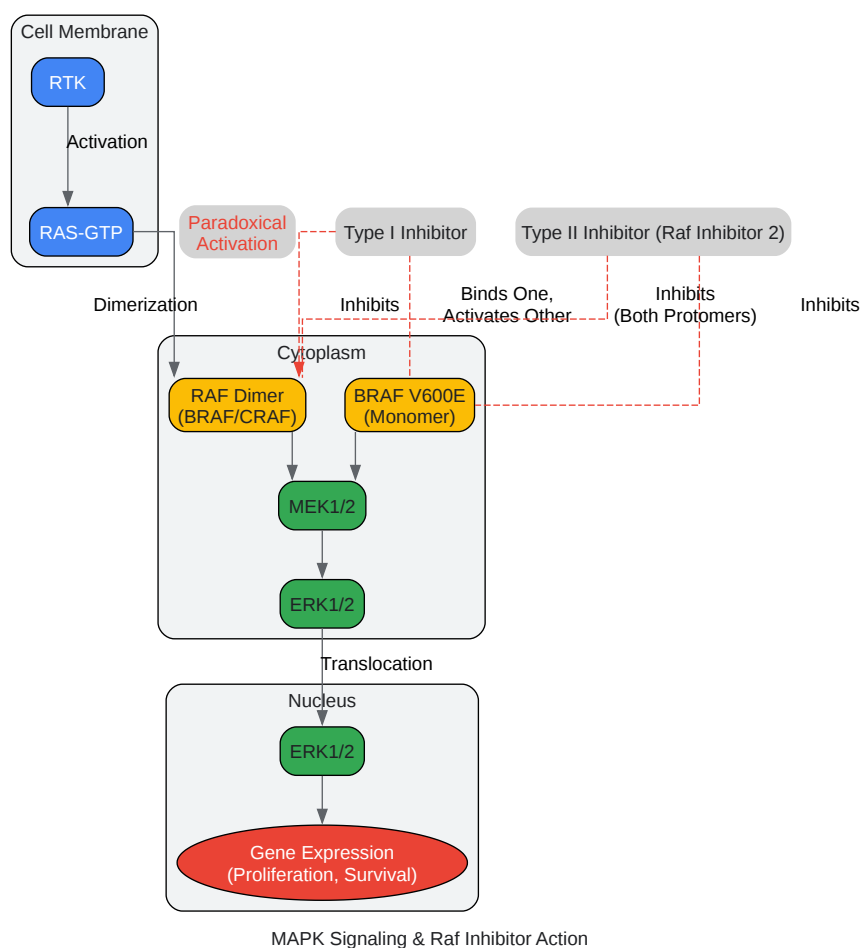 Cell Membrane
RTK
Activation
RAS-GTP
Paradoxical
Activation
Type I Inhibitor
Type II Inhibitor (Raf Inhibitor 2)
Dimerization
Inhibits
Binds One,
Activates Other
Inhibits
(Both Protomers)
Inhibits
Cytoplasm
RAF Dimer
(BRAF/CRAF)
BRAF V600E
(Monomer)
MEK1/2
ERK1/2
Translocation
Nucleus
ERK1/2
Gene Expression
(Proliferation, Survival)
MAPK Signaling & Raf Inhibitor Action